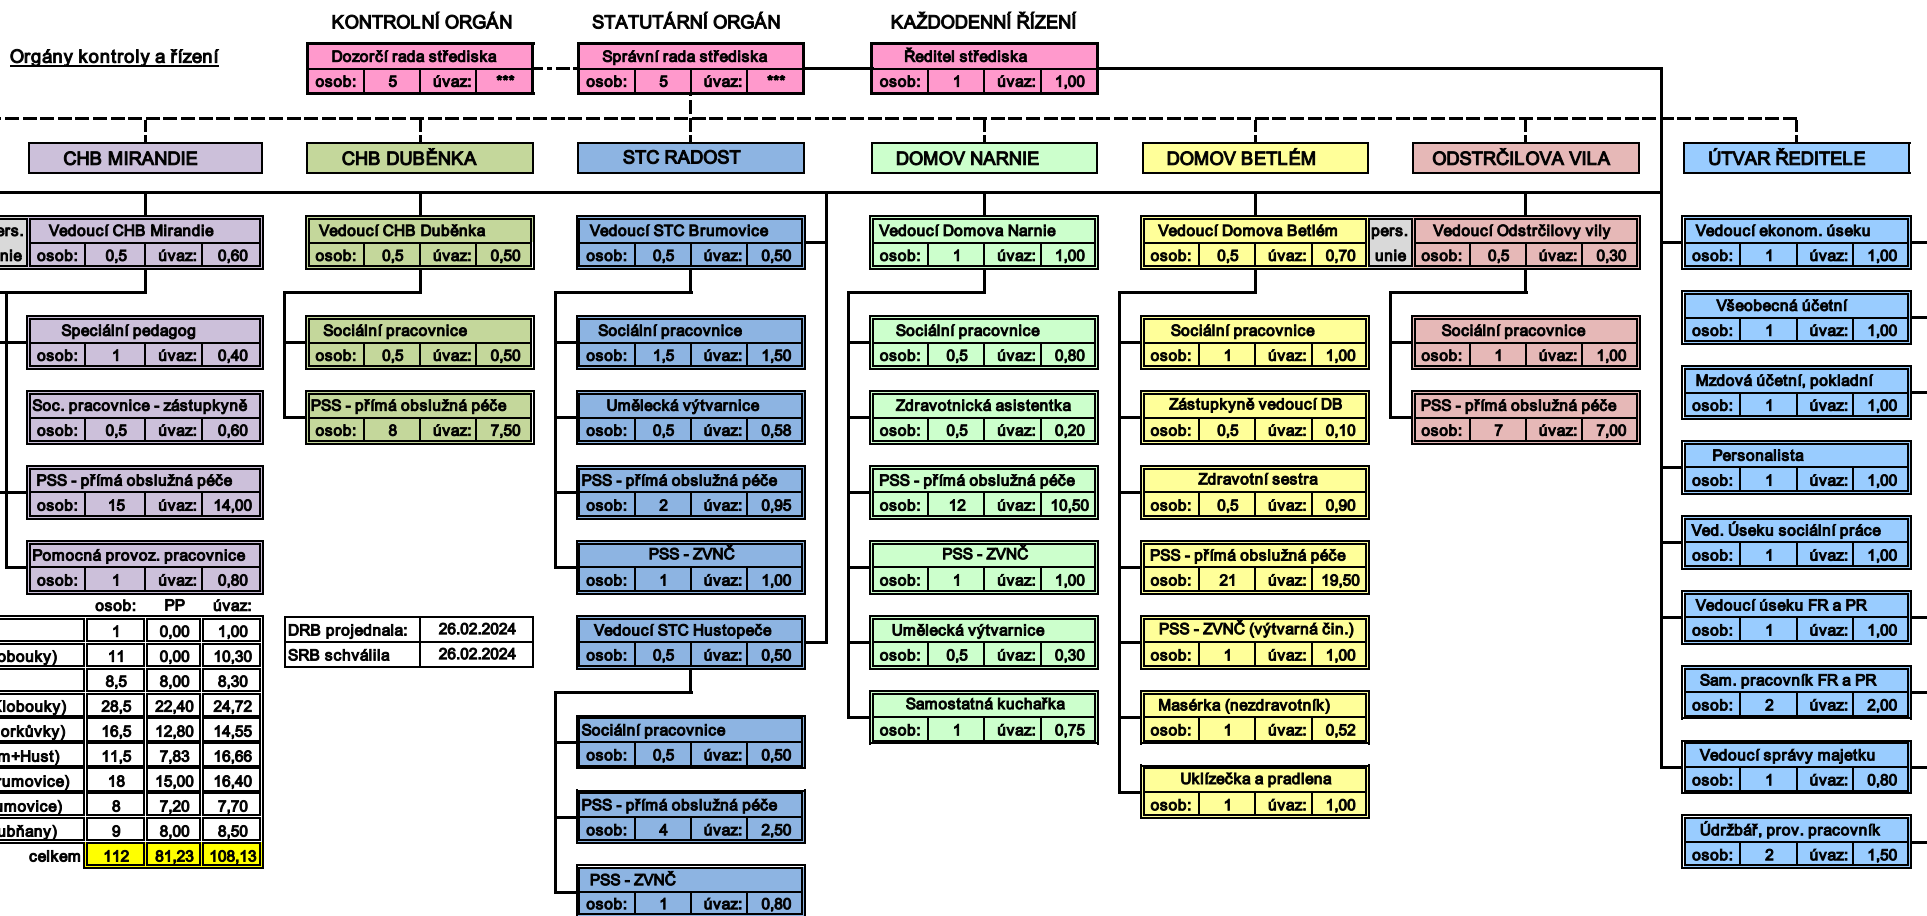 KONTROLNÍ ORGÁN
STATUTÁRNÍ ORGÁN
KAŽDODENNÍ ŘÍZENÍ
Orgány kontroly a řízení
Dozorčí rada střediska
osob: 5 úvaz: ***
Správní rada střediska
osob: 5 úvaz: ***
Ředitel střediska
osob: 1 úvaz: 1,00
CHB MIRANDIE
CHB DUBĚNKA
STC RADOST
DOMOV NARNIE
DOMOV BETLÉM
ODSTRČILOVA VILA
ÚTVAR ŘEDITELE
ers.
nie
Vedoucí CHB Mirandie
osob: 0,5 úvaz: 0,60
Speciální pedagog
osob: 1 úvaz: 0,40
Soc. pracovnice - zástupkyně
osob: 0,5 úvaz: 0,60
PSS - přímá obslužná péče
osob: 15 úvaz: 14,00
Pomocná provoz. pracovnice
osob: 1 úvaz: 0,80
Vedoucí CHB Duběnka
osob: 0,5 úvaz: 0,50
Sociální pracovnice
osob: 0,5 úvaz: 0,50
PSS - přímá obslužná péče
osob: 8 úvaz: 7,50
Vedoucí STC Brumovice
osob: 0,5 úvaz: 0,50
Sociální pracovnice
osob: 1,5 úvaz: 1,50
Umělecká výtvarnice
osob: 0,5 úvaz: 0,58
PSS - přímá obslužná péče
osob: 2 úvaz: 0,95
PSS - ZVNČ
osob: 1 úvaz: 1,00
Vedoucí STC Hustopeče
osob: 0,5 úvaz: 0,50
Sociální pracovnice
osob: 0,5 úvaz: 0,50
PSS - přímá obslužná péče
osob: 4 úvaz: 2,50
PSS - ZVNČ
osob: 1 úvaz: 0,80
Vedoucí Domova Narnie
osob: 1 úvaz: 1,00
Sociální pracovnice
osob: 0,5 úvaz: 0,80
Zdravotnická asistentka
osob: 0,5 úvaz: 0,20
PSS - přímá obslužná péče
osob: 12 úvaz: 10,50
PSS - ZVNČ
osob: 1 úvaz: 1,00
Umělecká výtvarnice
osob: 0,5 úvaz: 0,30
Samostatná kuchařka
osob: 1 úvaz: 0,75
Vedoucí Domova Betlém
osob: 0,5 úvaz: 0,70
pers.
unie
Sociální pracovnice
osob: 1 úvaz: 1,00
Zástupkyně vedoucí DB
osob: 0,5 úvaz: 0,10
Zdravotní sestra
osob: 0,5 úvaz: 0,90
PSS - přímá obslužná péče
osob: 21 úvaz: 19,50
PSS - ZVNČ (výtvarná čin.)
osob: 1 úvaz: 1,00
Masérka (nezdravotník)
osob: 1 úvaz: 0,52
Uklízečka a pradlena
osob: 1 úvaz: 1,00
Vedoucí Odstrčilovy vily
osob: 0,5 úvaz: 0,30
Sociální pracovnice
osob: 1 úvaz: 1,00
PSS - přímá obslužná péče
osob: 7 úvaz: 7,00
Vedoucí ekonom. úseku
osob: 1 úvaz: 1,00
Všeobecná účetní
osob: 1 úvaz: 1,00
Mzdová účetní, pokladní
osob: 1 úvaz: 1,00
Personalista
osob: 1 úvaz: 1,00
Ved. Úseku sociální práce
osob: 1 úvaz: 1,00
Vedoucí úseku FR a PR
osob: 1 úvaz: 1,00
Sam. pracovník FR a PR
osob: 2 úvaz: 2,00
Vedoucí správy majetku
osob: 1 úvaz: 0,80
Údržbář, prov. pracovník
osob: 2 úvaz: 1,50
osob: PP úvaz:
1 0,00 1,00
obouky) 11 0,00 10,30
8,5 8,00 8,30
Klobouky) 28,5 22,40 24,72
orkůvky) 16,5 12,80 14,55
m+Hust) 11,5 7,83 16,66
rumovice) 18 15,00 16,40
umovice) 8 7,20 7,70
ubňany) 9 8,00 8,50
celkem 112 81,23 108,13
DRB projednala: 26.02.2024
SRB schválila 26.02.2024